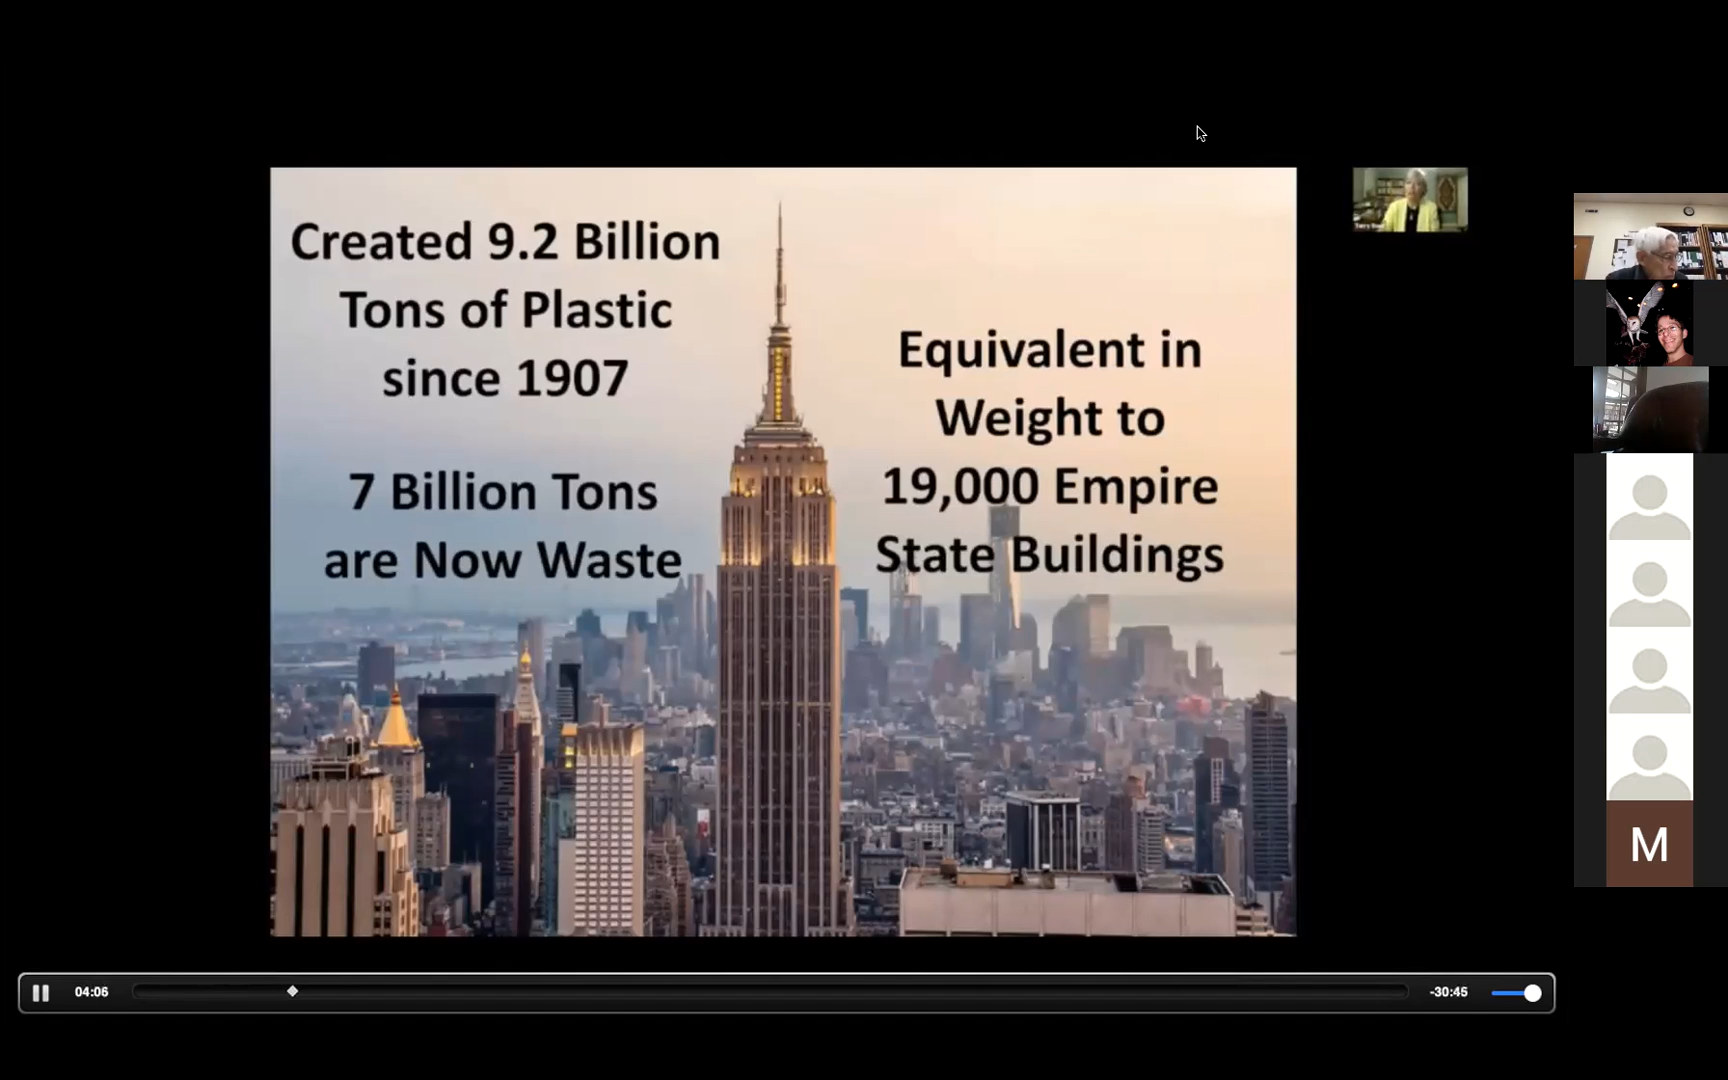 Created 9.2 Billion
Tons of Plastic
since 1907
7 Billion Tons
are Now Waste
Equivalent in
Weight to
19,000 Empire
State Buildings
M
04:06
-30:45